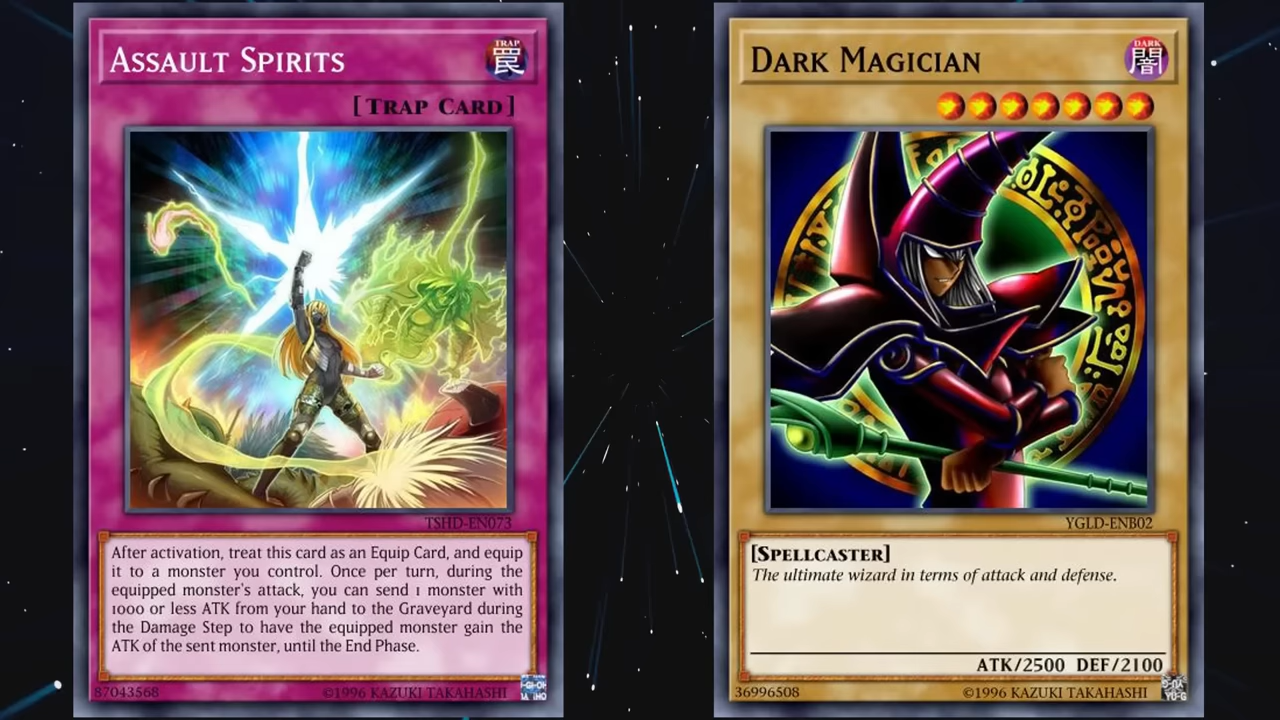 Assault Spirits
TRAP
罠
[Trap Card]
TSHD-EN073
After activation, treat this card as an Equip Card, and equip
it to a monster you control. Once per turn, during the
equipped monster's attack, you can send 1 monster with
1000 or less ATK from your hand to the Graveyard during
the Damage Step to have the equipped monster gain the
ATK of the sent monster, until the End Phase.
87043568
©1996 KAZUKI TAKAHASHI
Dark Magician
DARK
闇
YGLD-ENB02
[Spellcaster]
The ultimate wizard in terms of attack and defense.
ATK/2500 DEF/2100
36996508
©1996 KAZUKI TAKAHASHI